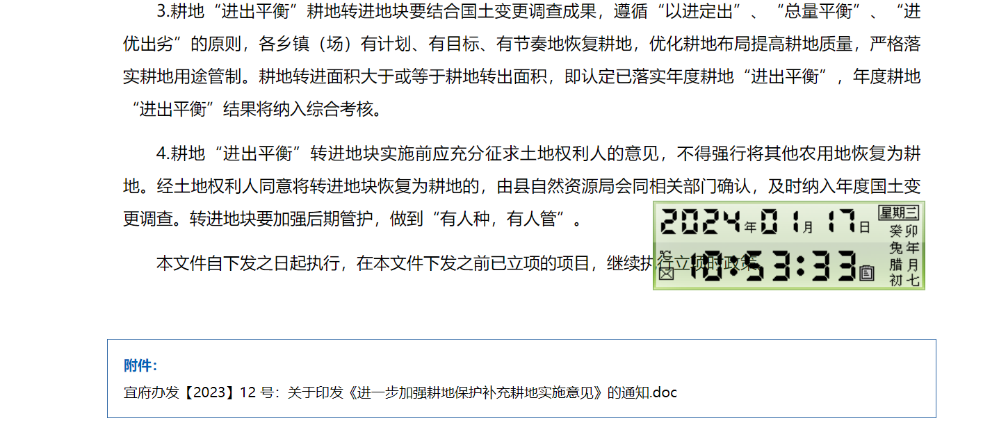 3.耕地“进出平衡”耕地转进地块要结合国土变更调查成果，遵循“以进定出”、“总量平衡”、“进
优出劣”的原则，各乡镇（场）有计划、有目标、有节奏地恢复耕地，优化耕地布局提高耕地质量，严格落
实耕地用途管制。耕地转进面积大于或等于耕地转出面积，即认定已落实年度耕地“进出平衡”，年度耕地
“进出平衡”结果将纳入综合考核。
4.耕地“进出平衡”转进地块实施前应充分征求土地权利人的意见，不得强行将其他农用地恢复为耕
地。经土地权利人同意将转进地块恢复为耕地的，由县自然资源局会同相关部门确认，及时纳入年度国土变
更调查。转进地块要加强后期管护，做到“有人种，有人管”。
2024年01月17日
星期三
癸卯
兔年
腊月
初七
℃
10:53:33
本文件自下发之日起执行，在本文件下发之前已立项的项目，继续执行立项时政策
附件：
宜府办发【2023】12 号：关于印发《进一步加强耕地保护补充耕地实施意见》的通知.doc